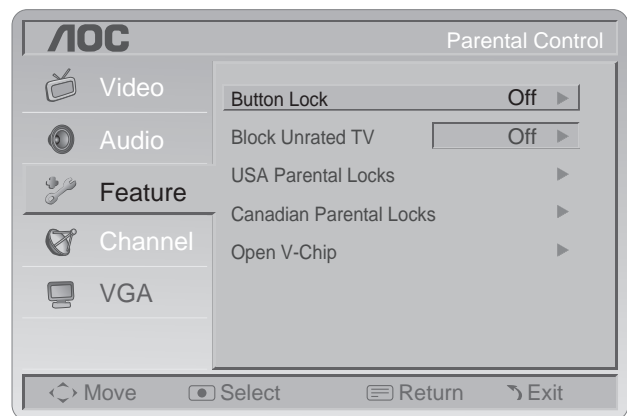 AOC
Parental Control
Video
Audio
Feature
Channel
VGA
Button Lock Off
Block Unrated TV Off
USA Parental Locks
Canadian Parental Locks
Open V-Chip
Move Select Return Exit